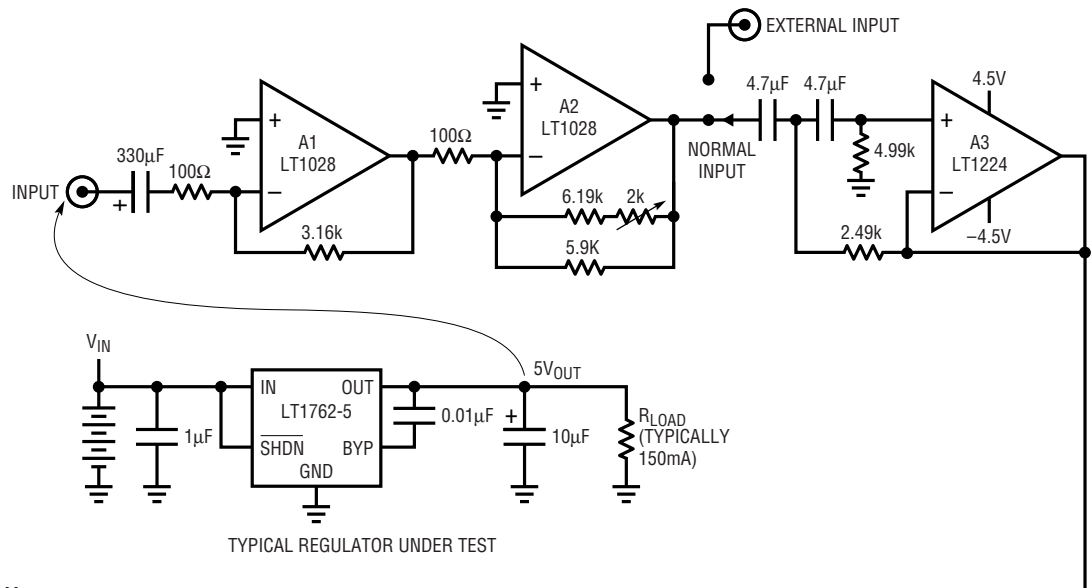 EXTERNAL INPUT
INPUT
330µF
+
100Ω
+
−
A1
LT1028
3.16k
100Ω
+
−
A2
LT1028
6.19k
2k
5.9K
NORMAL
INPUT
4.7µF
4.7µF
4.99k
2.49k
4.5V
+
−
A3
LT1224
−4.5V
VIN
1µF
IN
OUT
LT1762-5
SHDN
BYP
GND
0.01µF
5VOUT
+
10µF
RLOAD
(TYPICALLY
150mA)
TYPICAL REGULATOR UNDER TEST